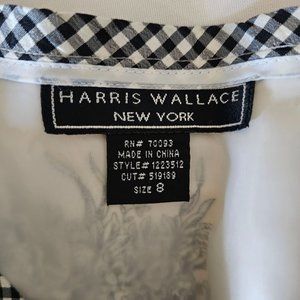 HARRIS WALLACE
NEW YORK
RN# 70093
MADE IN CHINA
STYLE# 1223512
CUT# 519189
SIZE 8